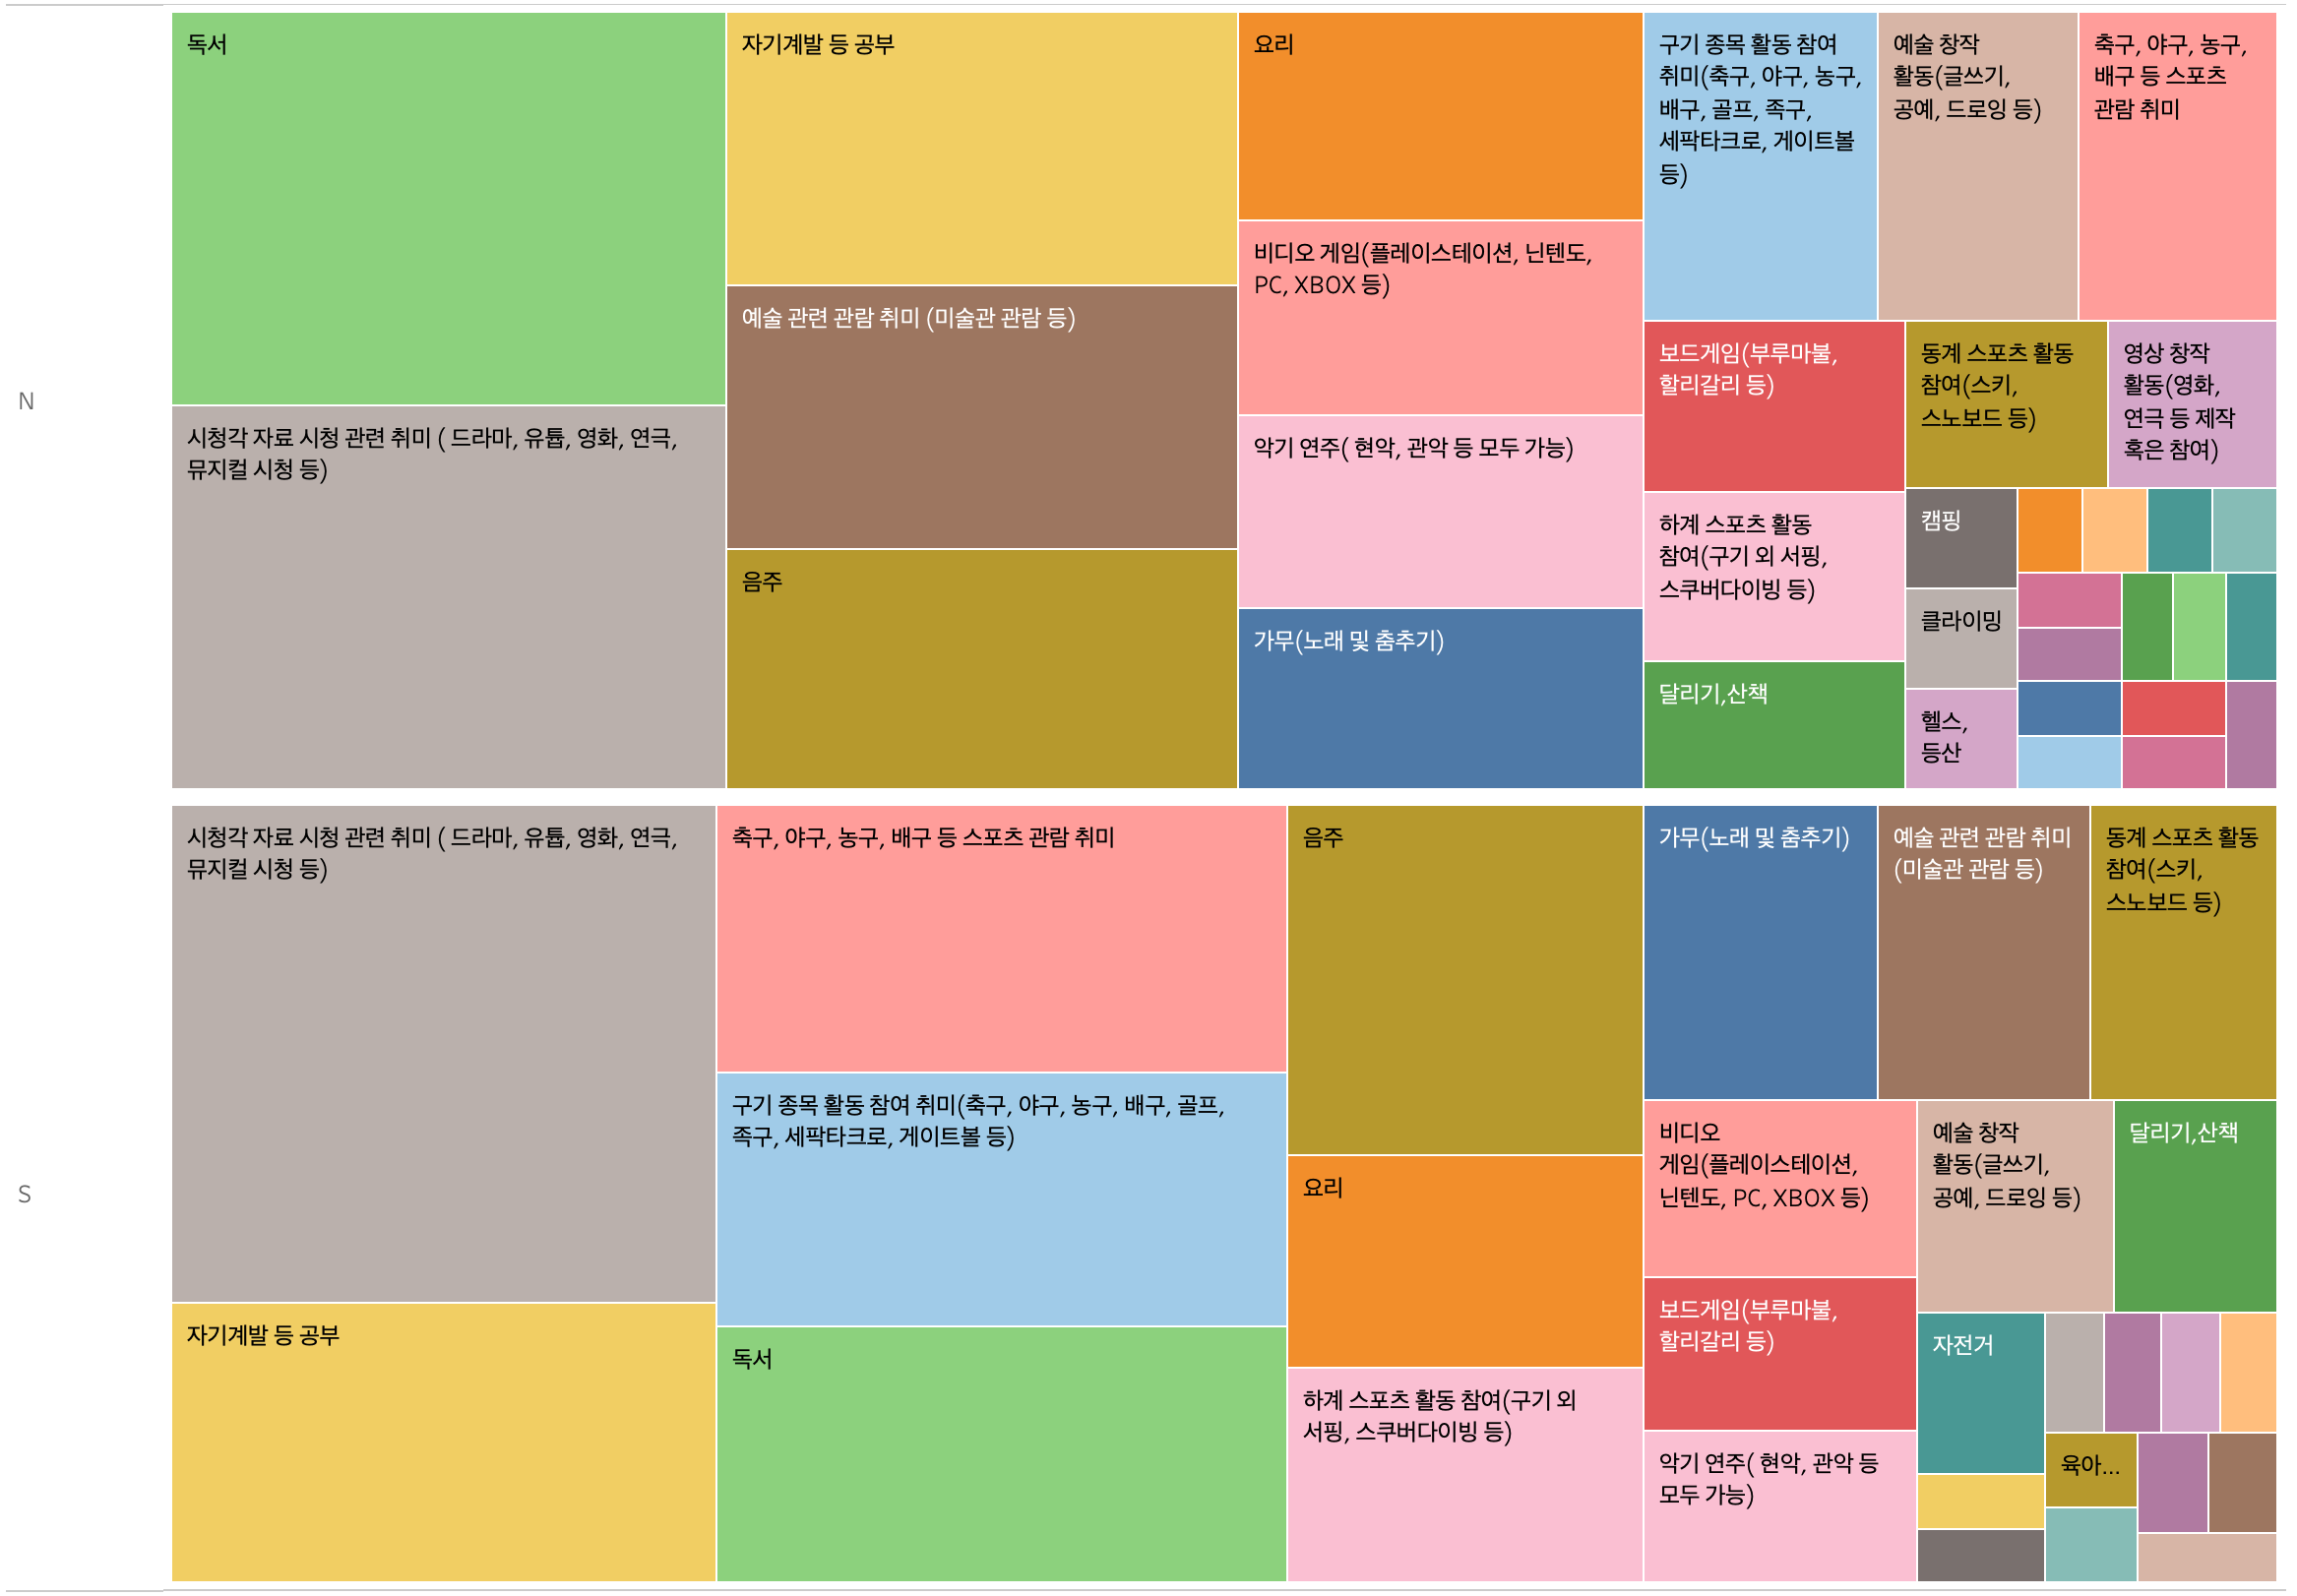 N
독서
시청각 자료 시청 관련 취미 ( 드라마, 유튭, 영화, 연극,
뮤지컬 시청 등)
자기계발 등 공부
예술 관련 관람 취미 (미술관 관람 등)
음주
요리
비디오 게임(플레이스테이션, 닌텐도,
PC, XBOX 등)
악기 연주( 현악, 관악 등 모두 가능)
가무(노래 및 춤추기)
구기 종목 활동 참여
취미(축구, 야구, 농구,
배구, 골프, 족구,
세팍타크로, 게이트볼
등)
예술 창작
활동(글쓰기,
공예, 드로잉 등)
축구, 야구, 농구,
배구 등 스포츠
관람 취미
보드게임(부루마불,
할리갈리 등)
하계 스포츠 활동
참여(구기 외 서핑,
스쿠버다이빙 등)
달리기,산책
동계 스포츠 활동
참여(스키,
스노보드 등)
영상 창작
활동(영화,
연극 등 제작
혹은 참여)
캠핑
클라이밍
헬스,
등산
S
시청각 자료 시청 관련 취미 ( 드라마, 유튭, 영화, 연극,
뮤지컬 시청 등)
자기계발 등 공부
축구, 야구, 농구, 배구 등 스포츠 관람 취미
구기 종목 활동 참여 취미(축구, 야구, 농구, 배구, 골프,
족구, 세팍타크로, 게이트볼 등)
독서
음주
요리
하계 스포츠 활동 참여(구기 외
서핑, 스쿠버다이빙 등)
가무(노래 및 춤추기)
예술 관련 관람 취미
(미술관 관람 등)
동계 스포츠 활동
참여(스키,
스노보드 등)
비디오
게임(플레이스테이션,
닌텐도, PC, XBOX 등)
보드게임(부루마불,
할리갈리 등)
악기 연주( 현악, 관악 등
모두 가능)
예술 창작
활동(글쓰기,
공예, 드로잉 등)
달리기,산책
자전거
육아...